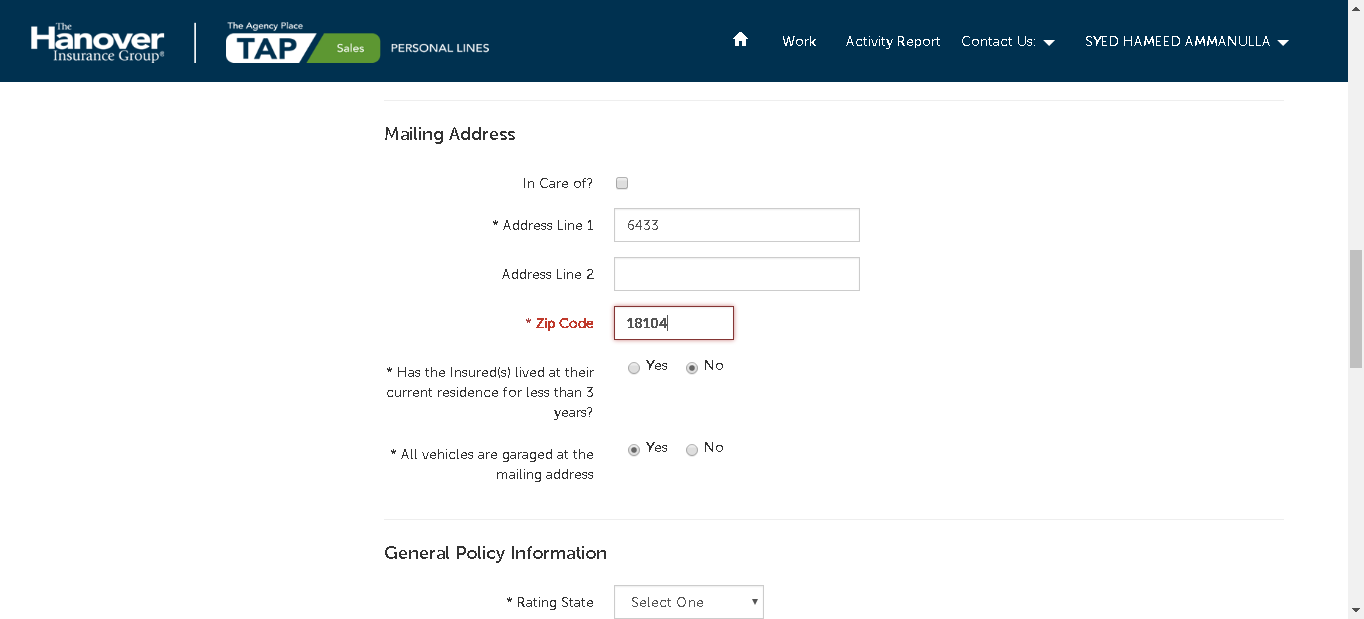 The
Hanover
Insurance Group®
The Agency Place
TAP Sales PERSONAL LINES
Work Activity Report Contact Us: SYED HAMEED AMMANULLA
Mailing Address
In Care of?
* Address Line 1 6433
Address Line 2
* Zip Code 18104
* Has the Insured(s) lived at their
current residence for less than 3
years?
Yes No
* All vehicles are garaged at the
mailing address
Yes No
General Policy Information
* Rating State Select One